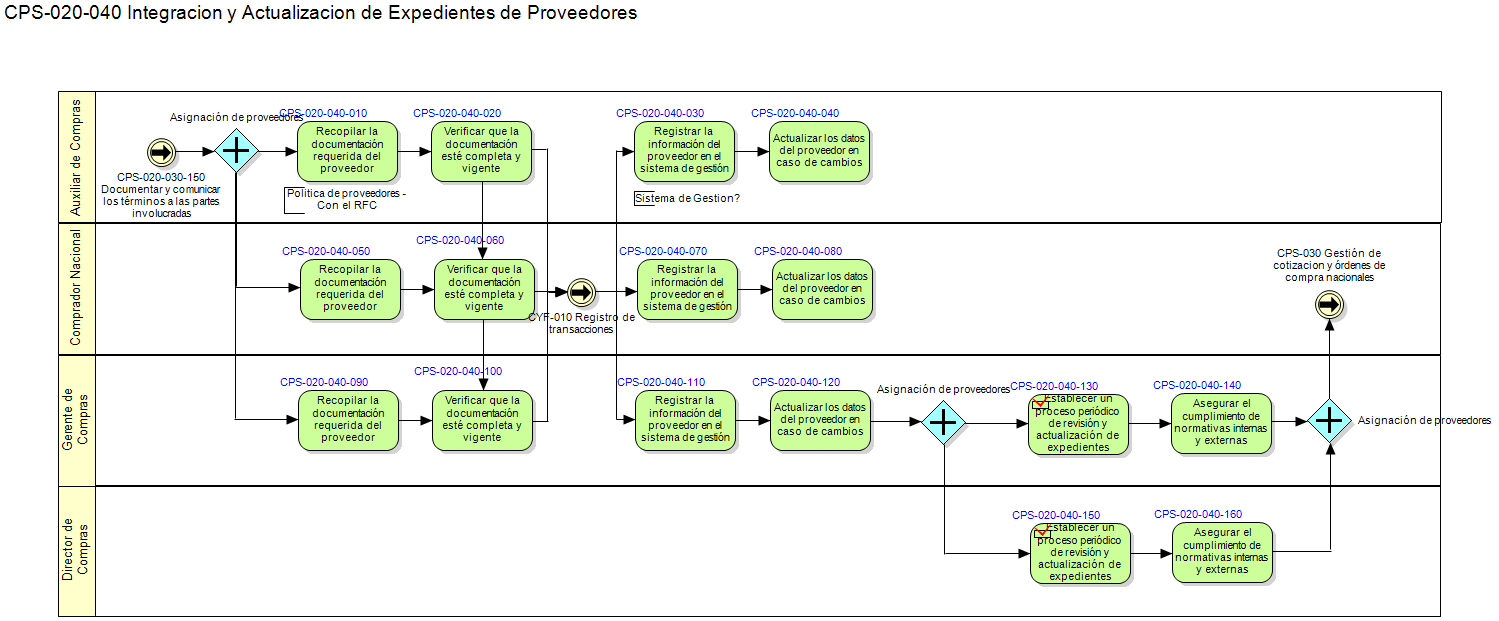 CPS-020-040 Integracion y Actualizacion de Expedientes de Proveedores
Auxiliar de Compras
Asignación de proveedores
CPS-020-030-150
Documentar y comunicar
los términos a las partes
involucradas
CPS-020-040-010
Recopilar la
documentación
requerida del
proveedor
Politica de proveedores -
Con el RFC
CPS-020-040-020
Verificar que la
documentación
esté completa y
vigente
CPS-020-040-030
Registrar la
información del
proveedor en el
sistema de gestión
Sistema de Gestion?
CPS-020-040-040
Actualizar los datos
del proveedor en
caso de cambios
Comprador Nacional
CPS-020-040-050
Recopilar la
documentación
requerida del
proveedor
CPS-020-040-060
Verificar que la
documentación
esté completa y
vigente
CYF-010 Registro de
transacciones
CPS-020-040-070
Registrar la
información del
proveedor en el
sistema de gestión
CPS-020-040-080
Actualizar los datos
del proveedor en
caso de cambios
CPS-030 Gestión de
cotizacion y órdenes de
compra nacionales
Gerente de
Compras
CPS-020-040-090
Recopilar la
documentación
requerida del
proveedor
CPS-020-040-100
Verificar que la
documentación
esté completa y
vigente
CPS-020-040-110
Registrar la
información del
proveedor en el
sistema de gestión
CPS-020-040-120
Actualizar los datos
del proveedor en
caso de cambios
Asignación de proveedores
CPS-020-040-130
Establecer un
proceso periódico
de revisión y
actualización de
expedientes
CPS-020-040-140
Asegurar el
cumplimiento de
normativas internas
y externas
Asignación de proveedores
Director de
Compras
CPS-020-040-150
Establecer un
proceso periódico
de revisión y
actualización de
expedientes
CPS-020-040-160
Asegurar el
cumplimiento de
normativas internas
y externas